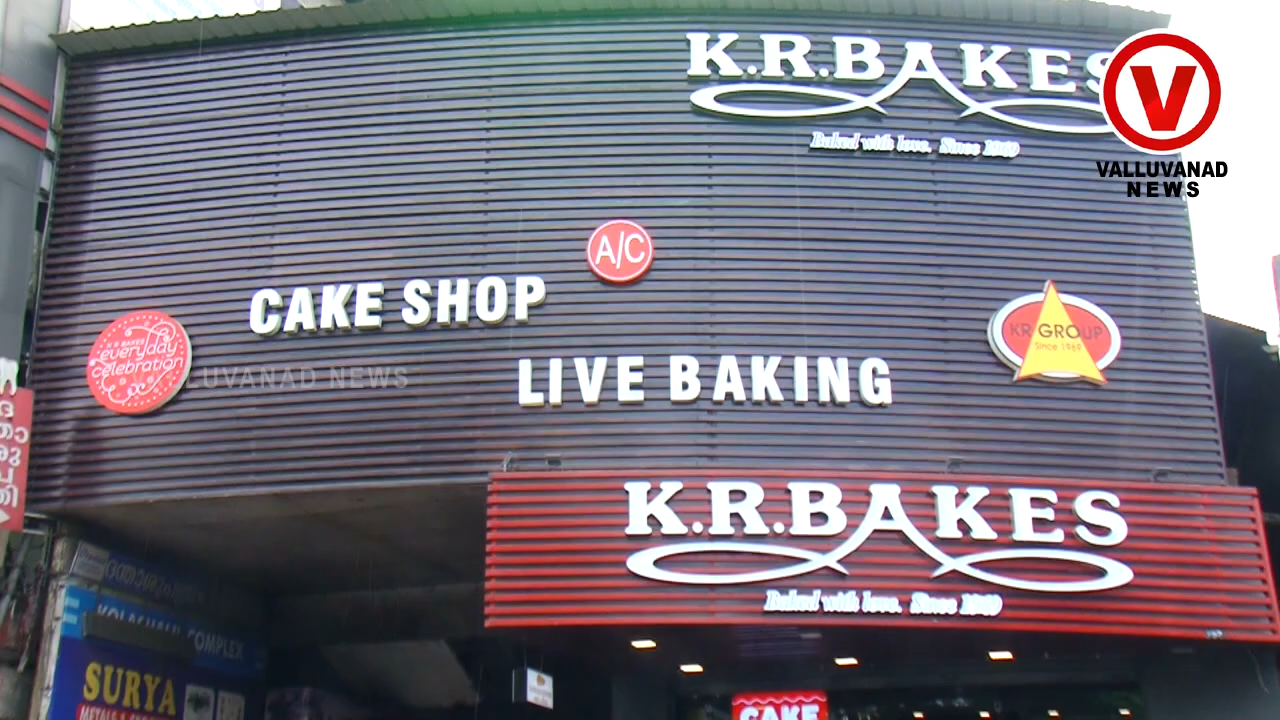 K.R.BAKES
Baked with love. Since 1969
V
VALLUVANAD
NEWS
A/C
CAKE SHOP
K R BAKES
everyday
celebration
LUVANAD NEWS
KR GROUP
Since 1969
LIVE BAKING
K.R.BAKES
Baked with love. Since 1969
COMPLEX
SURYA
CAKE